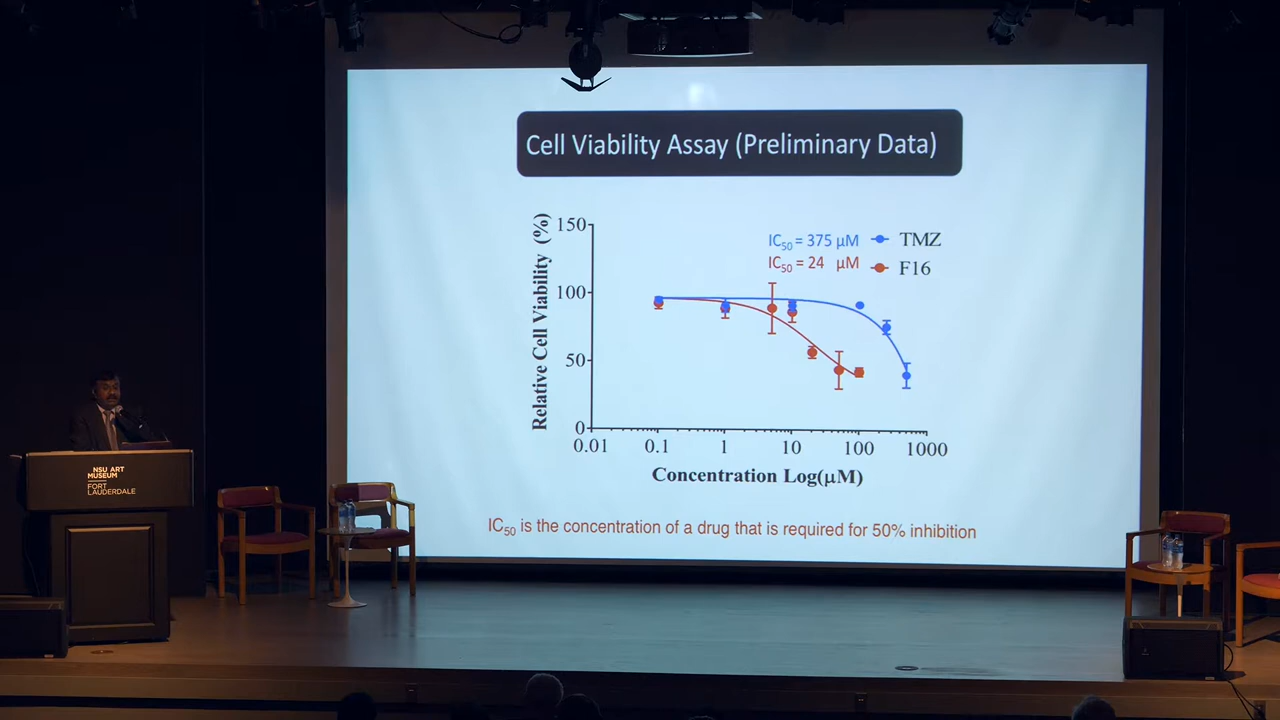 Cell Viability Assay (Preliminary Data)
Relative Cell Viability (%)
150
100
50
0
IC50 = 375 µM
TMZ
IC50 = 24 µM
F16
0.01 0.1 1 10 100 1000
Concentration Log(µM)
IC50 is the concentration of a drug that is required for 50% inhibition
NSU ART
MUSEUM
FORT
LAUDERDALE